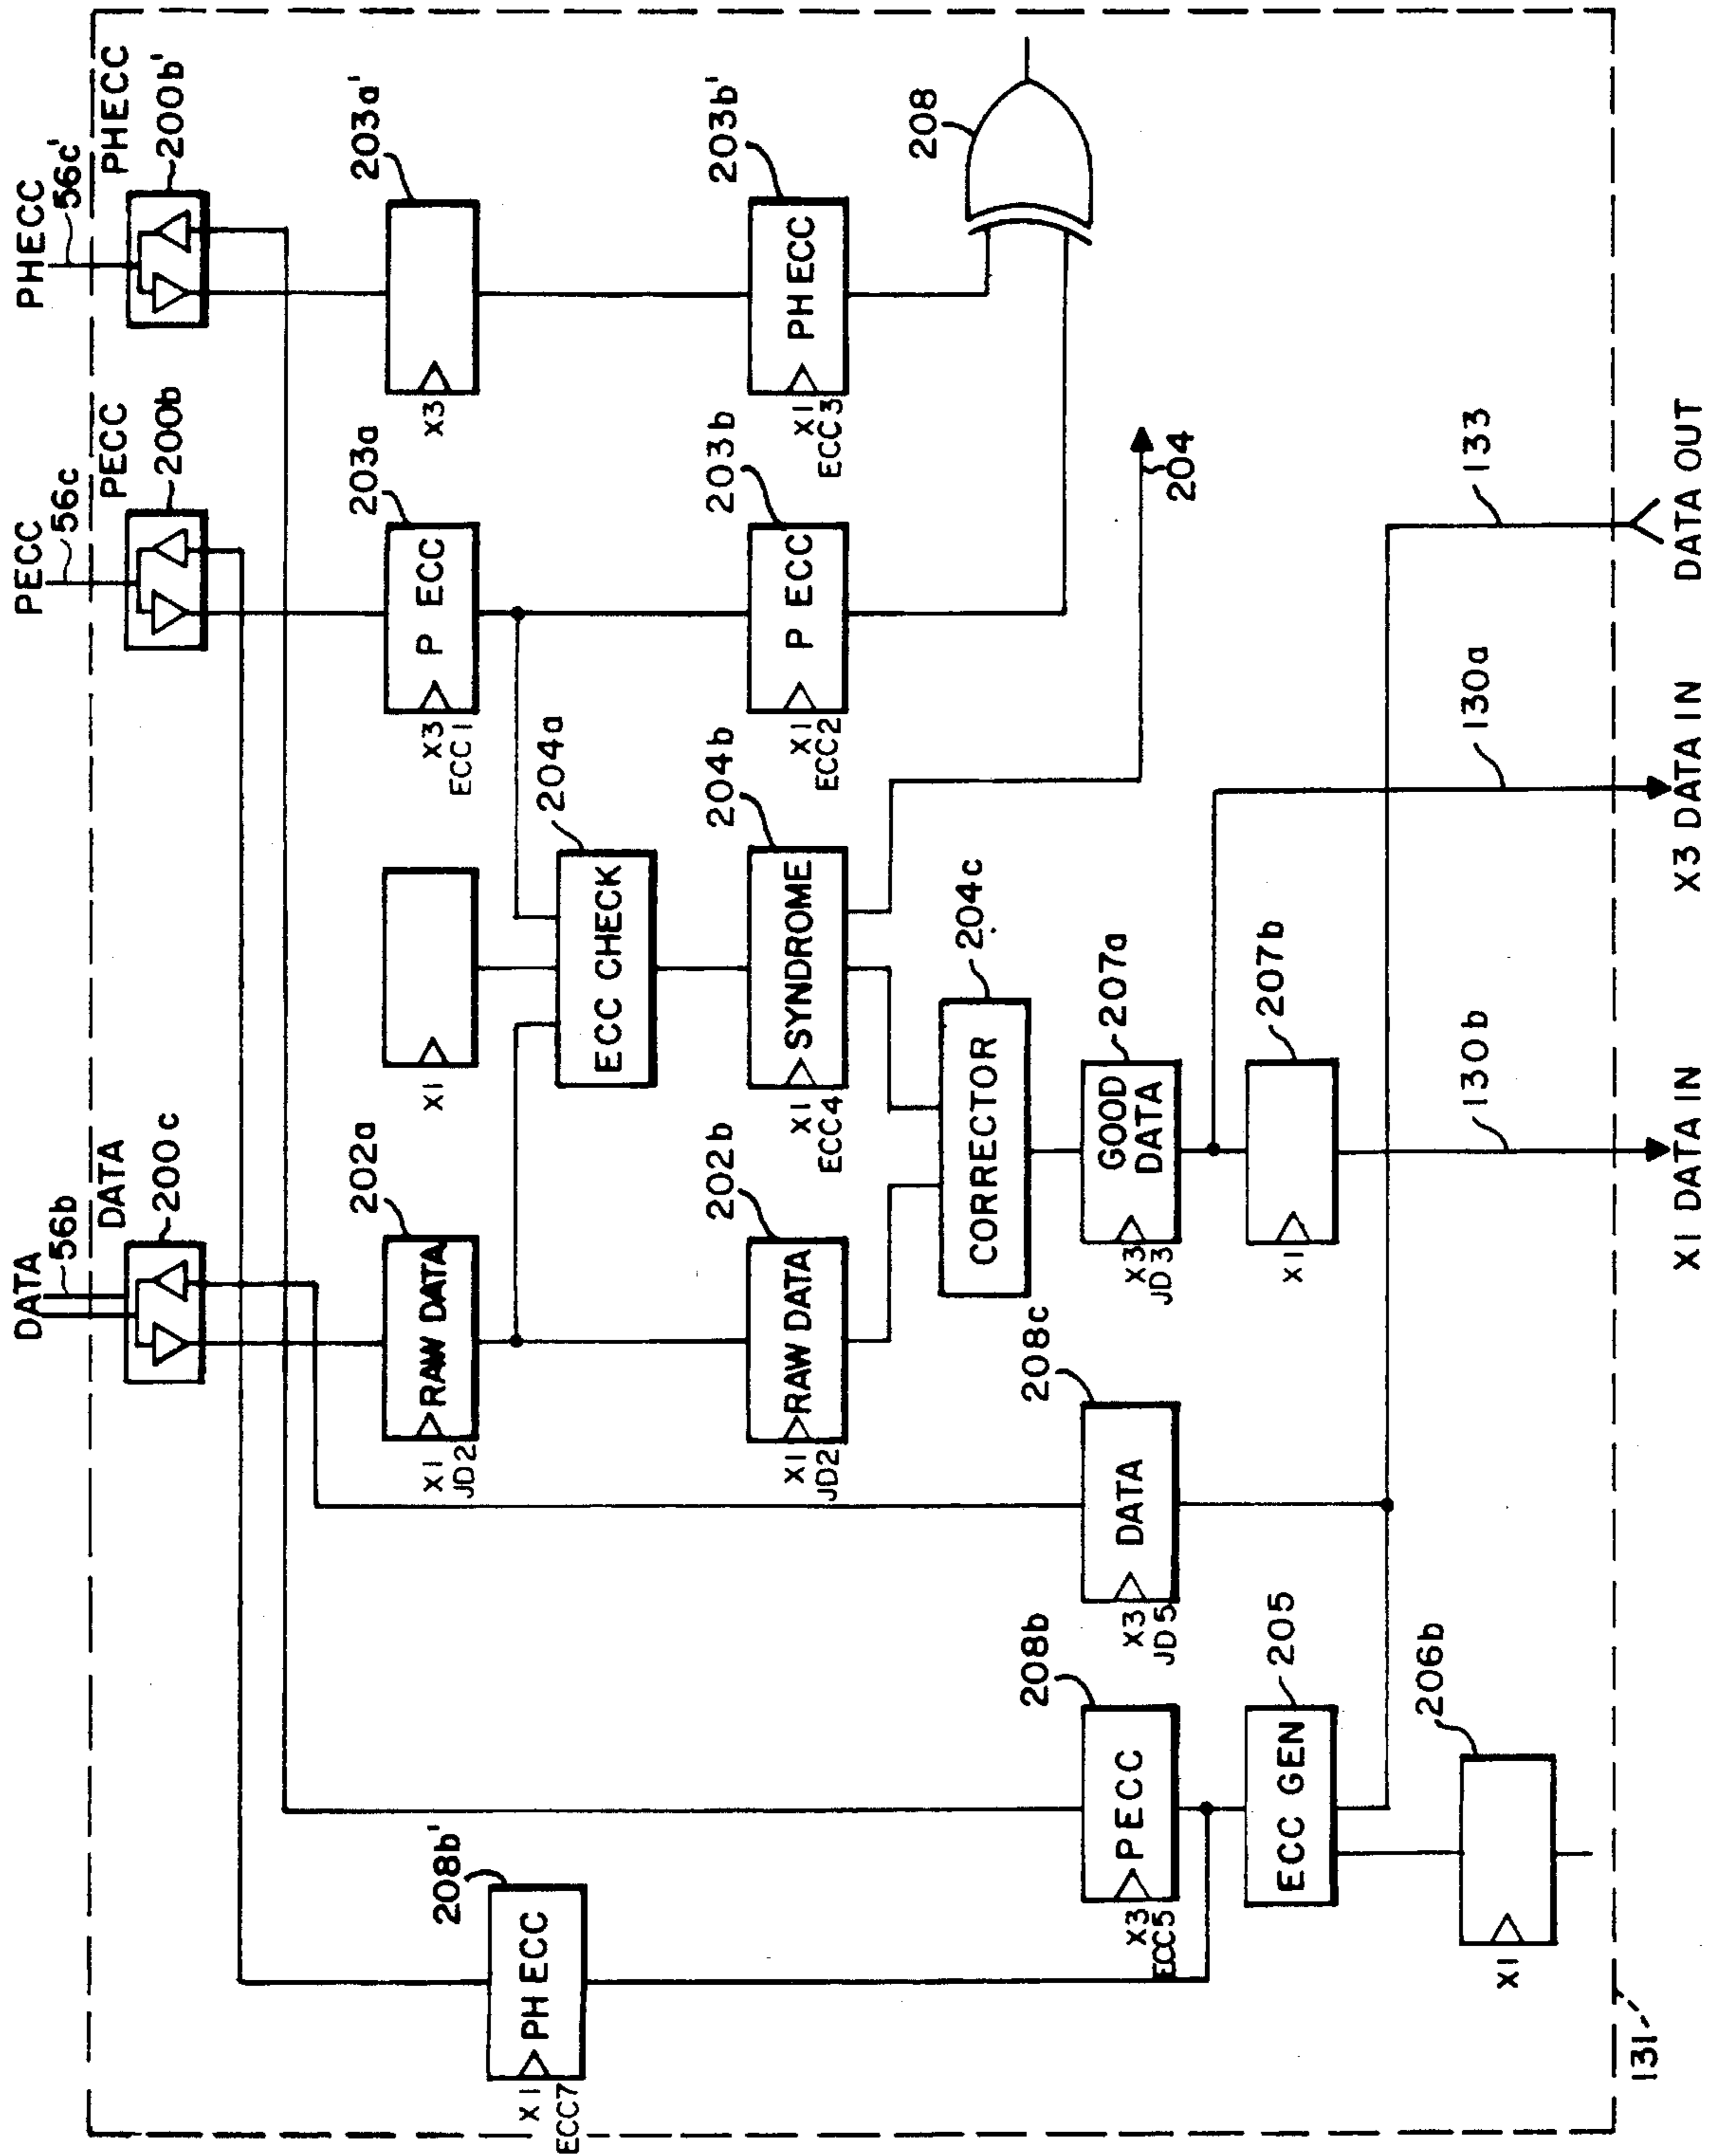 DATA
56b
DATA
200c
PECC
56c
PECC
200b
PHECC
56c'
PHECC
200b'
202a
RAW DATA
X1
JD2
X1
203a
P ECC
X3
ECC1
203a'
X3
204a
ECC CHECK
208b'
PH ECC
X1
ECC7
202b
RAW DATA
X1
JD2
204b
SYNDROME
X1
ECC4
203b
P ECC
X1
ECC2
203b'
PHECC
X1
ECC3
208
204c
CORRECTOR
204
208b
PECC
X3
ECC5
208c
DATA
X3
JD5
207a
GOOD
DATA
X3
JD3
205
ECC GEN
207b
X1
206b
X1
130b
130a
133
131
X1 DATA IN
X3 DATA IN
DATA OUT